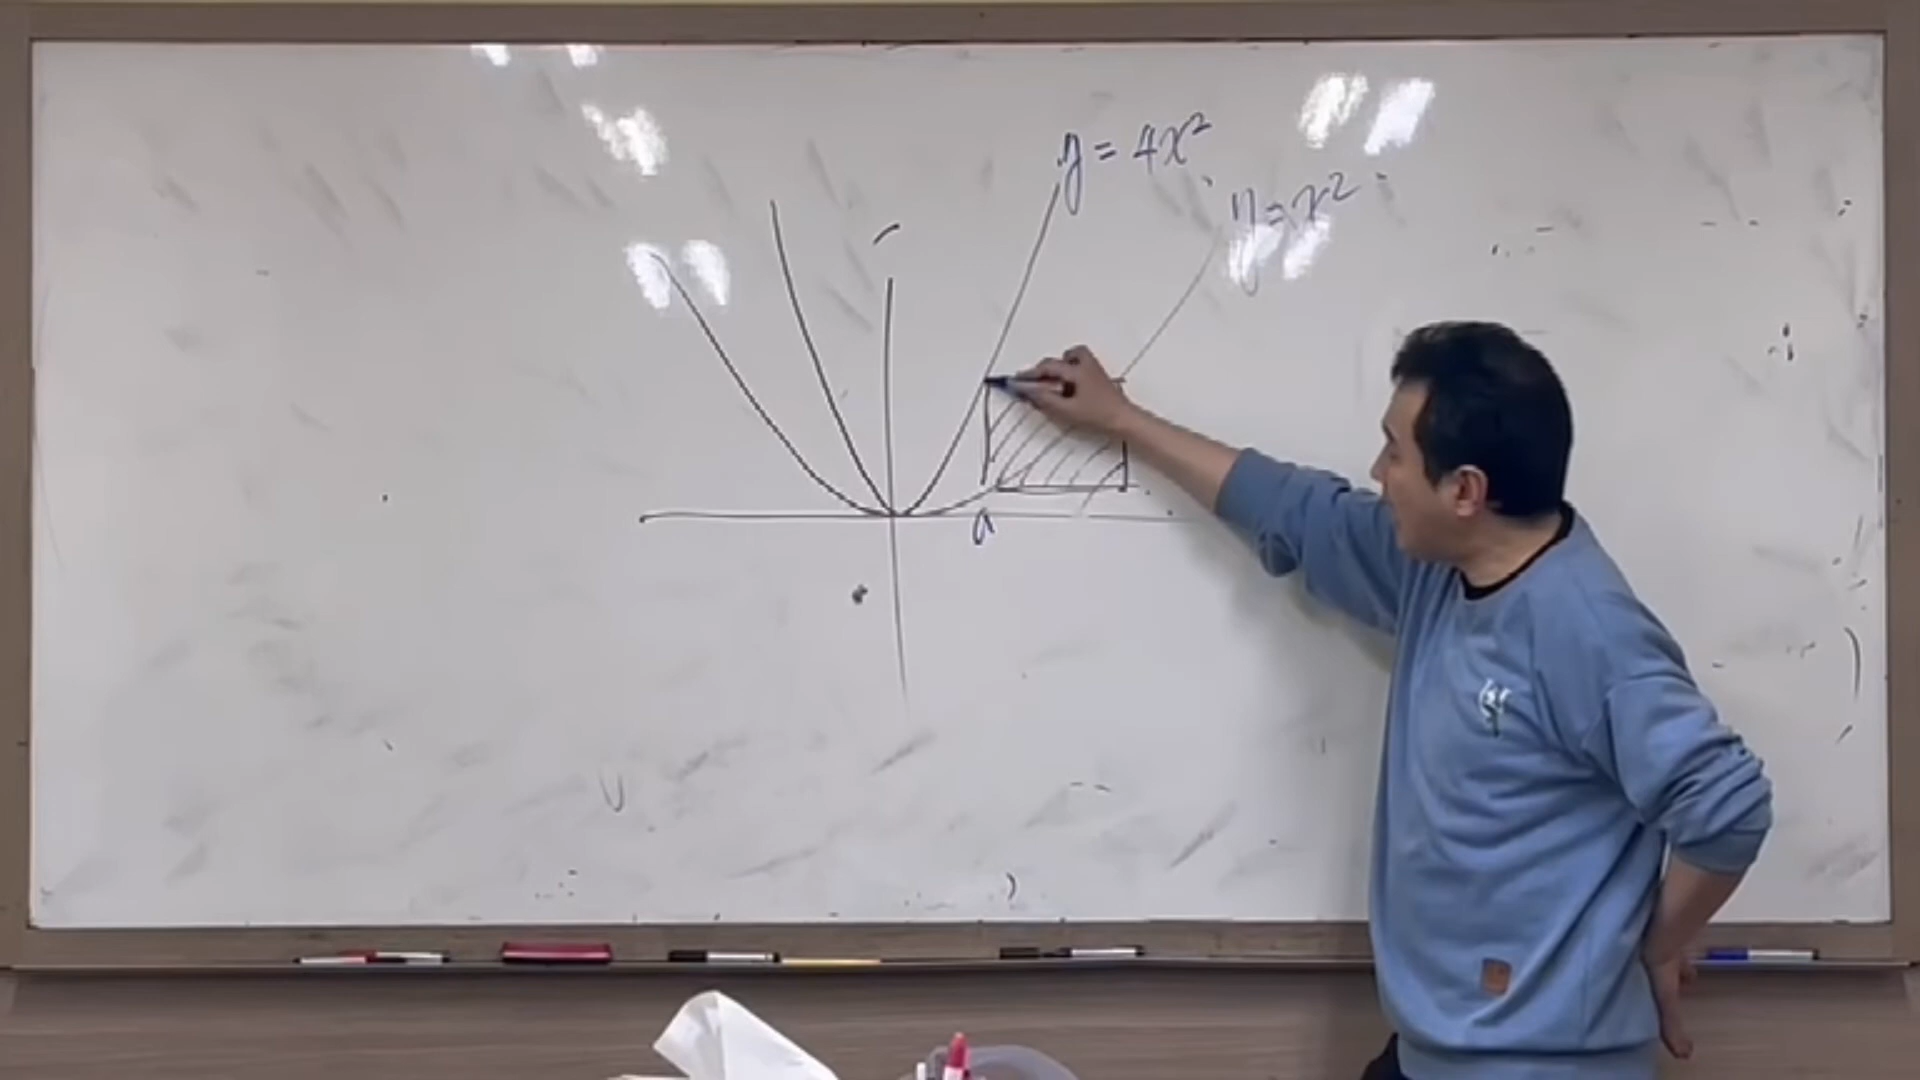 y = 4x²
y = x²
a